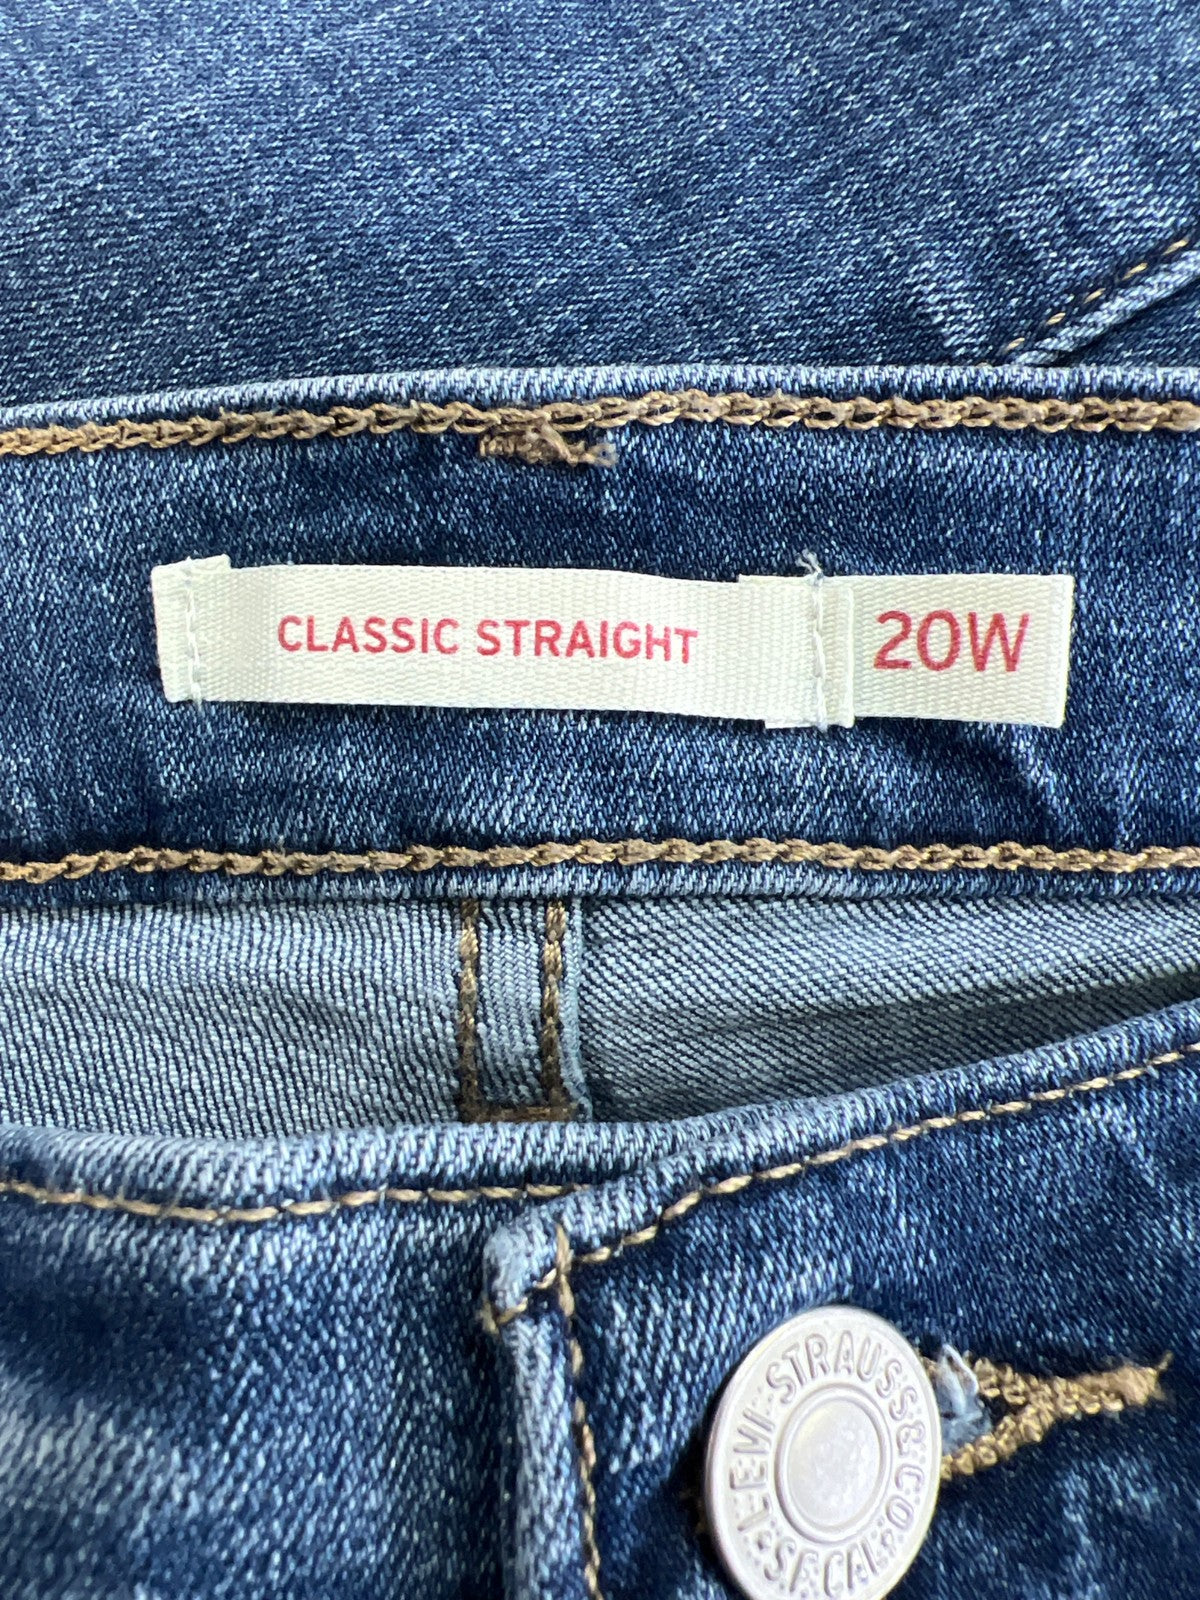 CLASSIC STRAIGHT
20W
LEVI STRAUSS & CO
S.F. CAL